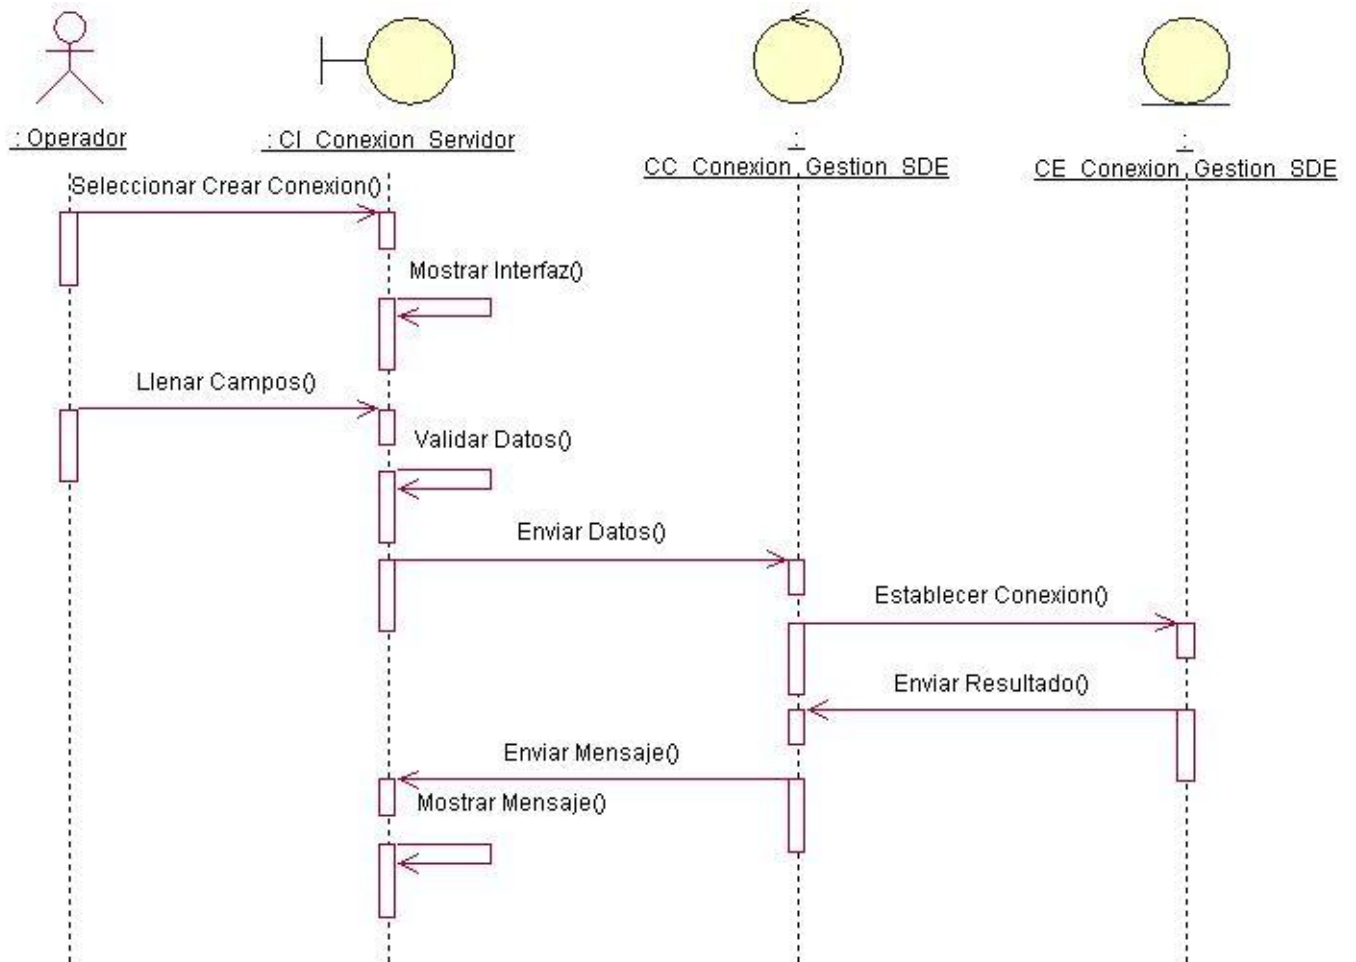 : Operador
: CI_Conexion_Servidor
:
CC_Conexion_Gestion_SDE
:
CE_Conexion_Gestion_SDE
Seleccionar Crear Conexion()
Mostrar Interfaz()
Llenar Campos()
Validar Datos()
Enviar Datos()
Establecer Conexion()
Enviar Resultado()
Enviar Mensaje()
Mostrar Mensaje()